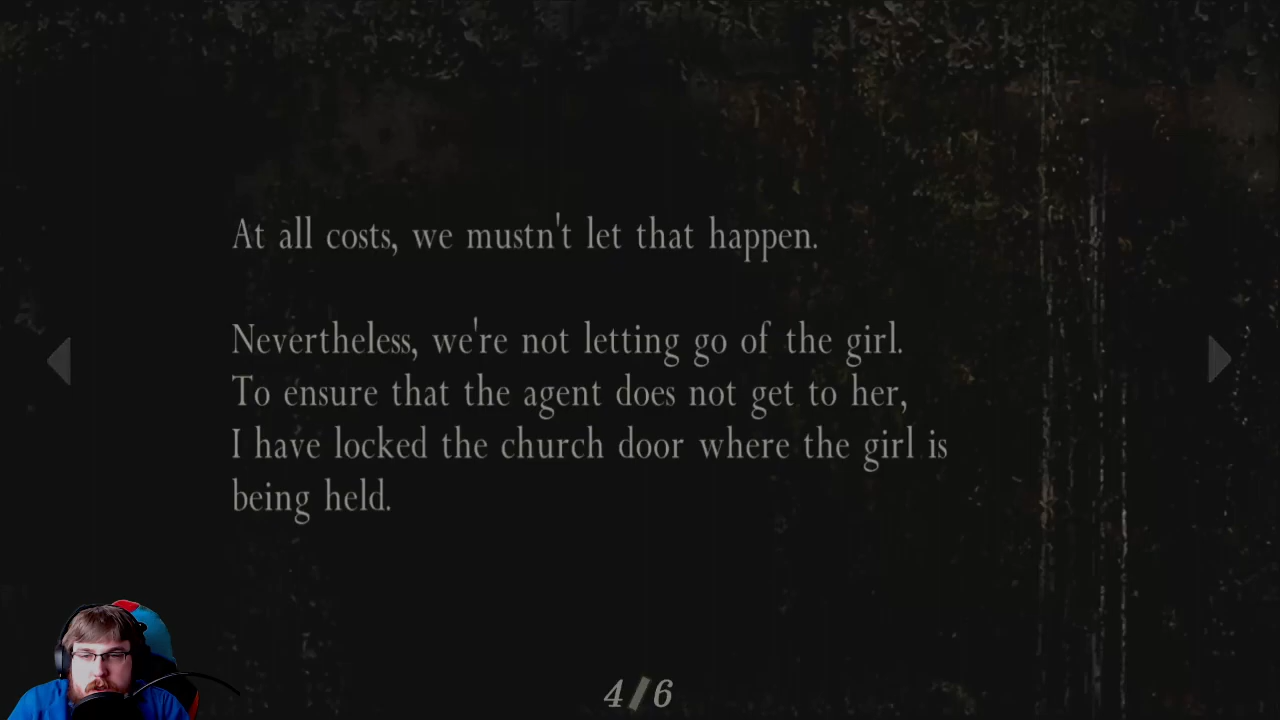 At all costs, we mustn't let that happen.
Nevertheless, we're not letting go of the girl.
To ensure that the agent does not get to her,
I have locked the church door where the girl is
being held.
4/6